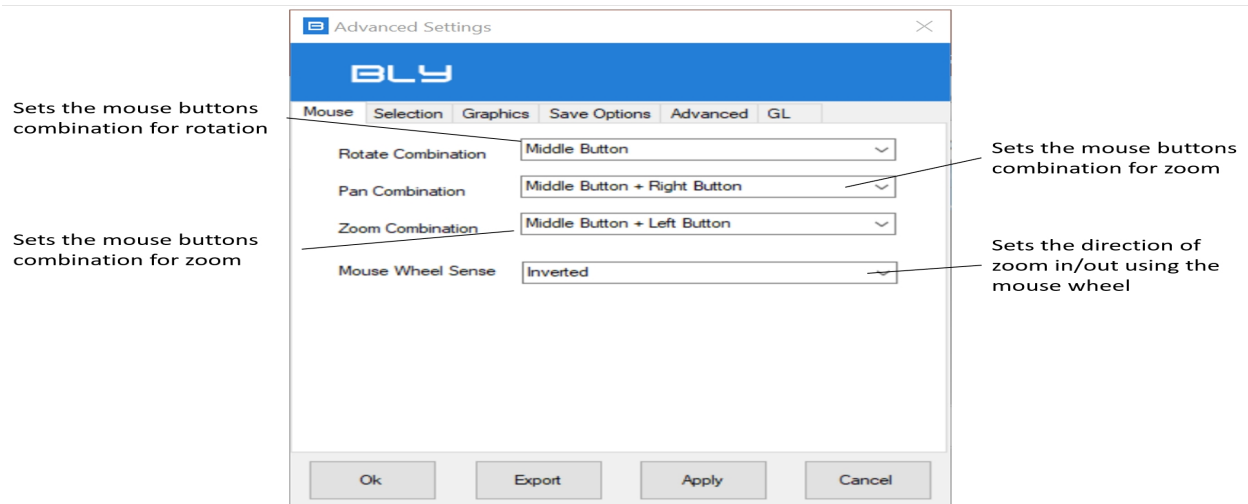 Advanced Settings
BLY
Mouse Selection Graphics Save Options Advanced GL
Sets the mouse buttons
combination for rotation
Rotate Combination Middle Button
Sets the mouse buttons
combination for zoom
Pan Combination Middle Button + Right Button
Zoom Combination Middle Button + Left Button
Sets the mouse buttons
combination for zoom
Mouse Wheel Sense Inverted
Sets the direction of
zoom in/out using the
mouse wheel
Ok Export Apply Cancel